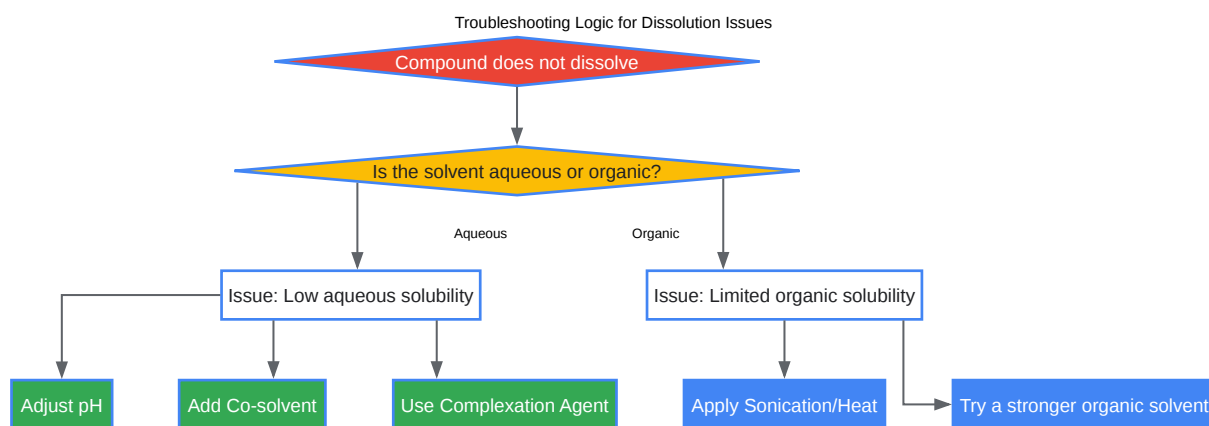 Troubleshooting Logic for Dissolution Issues
Compound does not dissolve
Is the solvent aqueous or organic?
Aqueous
Organic
Issue: Low aqueous solubility
Issue: Limited organic solubility
Adjust pH
Add Co-solvent
Use Complexation Agent
Apply Sonication/Heat
Try a stronger organic solvent